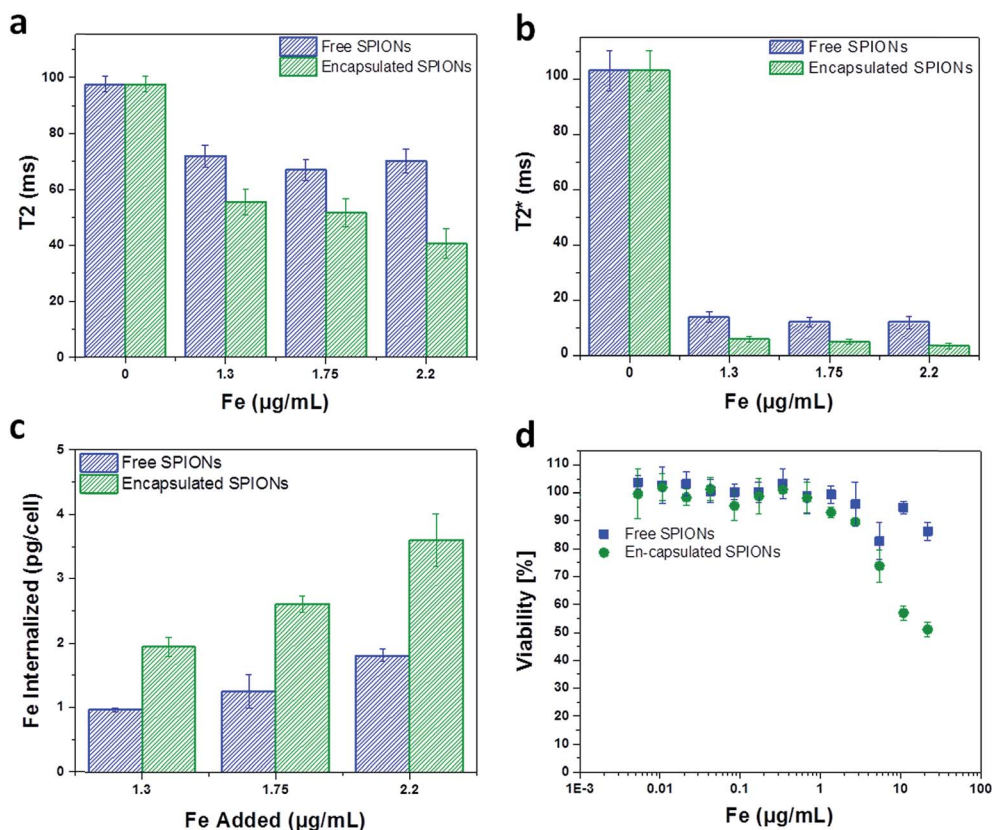 a
Free SPIONs
Encapsulated SPIONs
100
80
60
40
20
0
T2 (ms)
0 1.3 1.75 2.2
Fe (µg/mL)
b
Free SPIONs
Encapsulated SPIONs
100
80
60
40
20
0
T2* (ms)
0 1.3 1.75 2.2
Fe (µg/mL)
c
Free SPIONs
Encapsulated SPIONs
5
4
3
2
1
0
Fe Internalized (pg/cell)
1.3 1.75 2.2
Fe Added (µg/mL)
d
110
100
90
80
70
60
50
40
30
20
10
0
Viability [%]
Free SPIONs
En-capsulated SPIONs
1E-3 0.01 0.1 1 10 100
Fe (µg/mL)